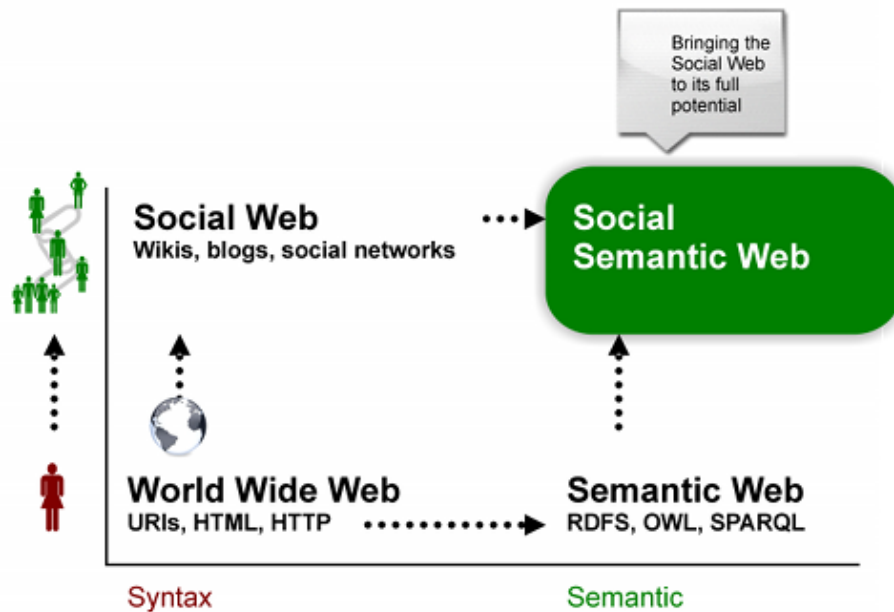 Bringing the
Social Web
to its full
potential
Social Web
Wikis, blogs, social networks
Social
Semantic Web
World Wide Web
URIs, HTML, HTTP
Semantic Web
RDFS, OWL, SPARQL
Syntax
Semantic